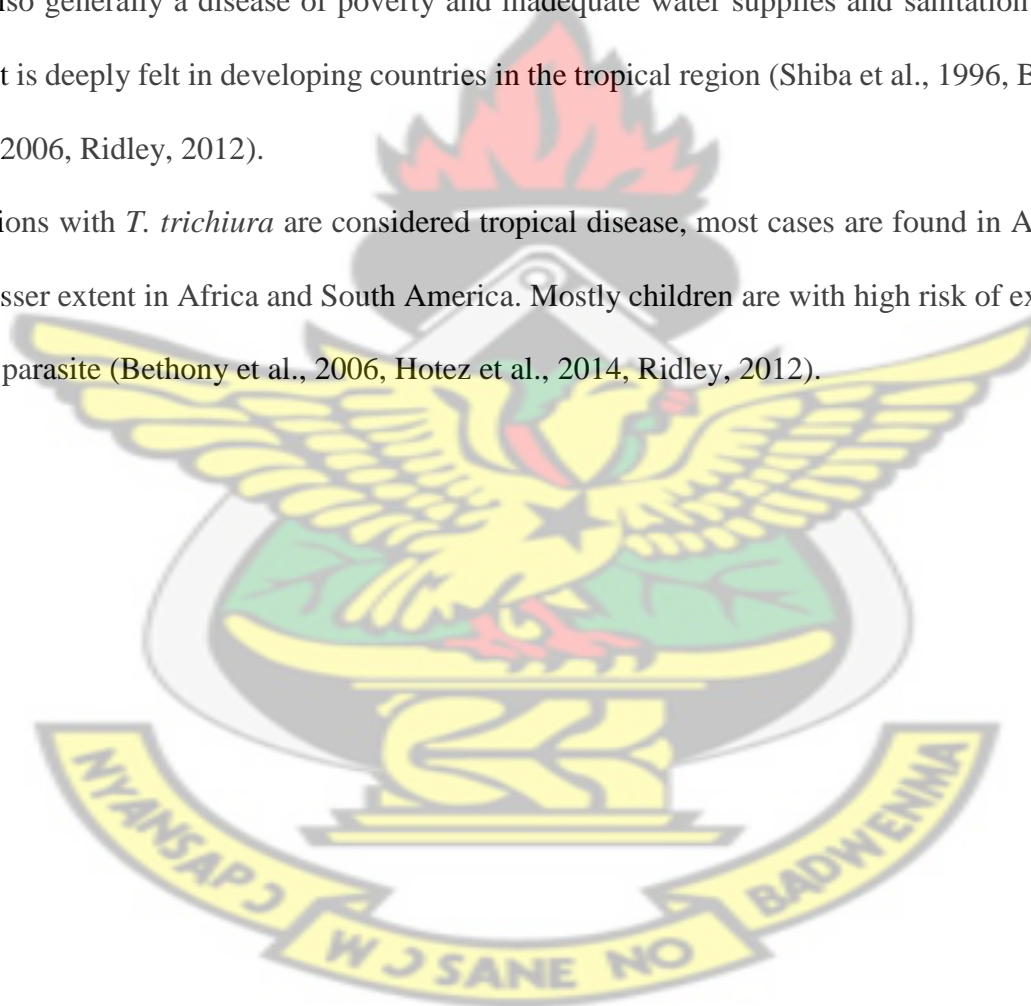 so generally a disease of poverty and inadequate water supplies and sanitation
t is deeply felt in developing countries in the tropical region (Shiba et al., 1996, B
2006, Ridley, 2012).
ions with T. trichiura are considered tropical disease, most cases are found in A
sser extent in Africa and South America. Mostly children are with high risk of ex
parasite (Bethony et al., 2006, Hotez et al., 2014, Ridley, 2012).
NYANSAPƆ
WƆSANE NO
BADWENMA